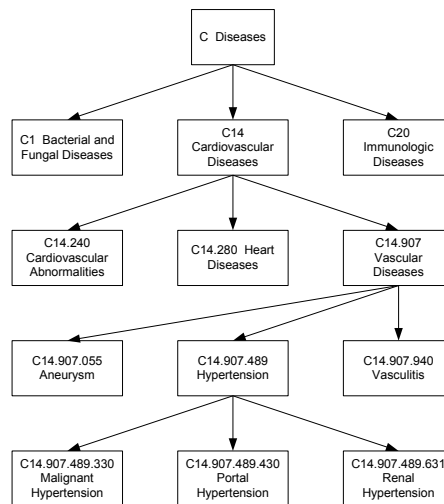 C Diseases
C1 Bacterial and
Fungal Diseases
C14
Cardiovascular
Diseases
C20
Immunologic
Diseases
C14.240
Cardiovascular
Abnormalities
C14.280 Heart
Diseases
C14.907
Vascular
Diseases
C14.907.055
Aneurysm
C14.907.489
Hypertension
C14.907.940
Vasculitis
C14.907.489.330
Malignant
Hypertension
C14.907.489.430
Portal
Hypertension
C14.907.489.631
Renal
Hypertension